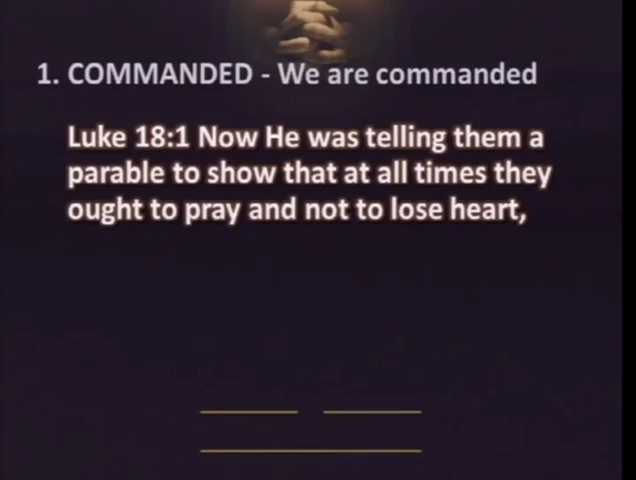 1. COMMANDED - We are commanded
Luke 18:1 Now He was telling them a
parable to show that at all times they
ought to pray and not to lose heart,